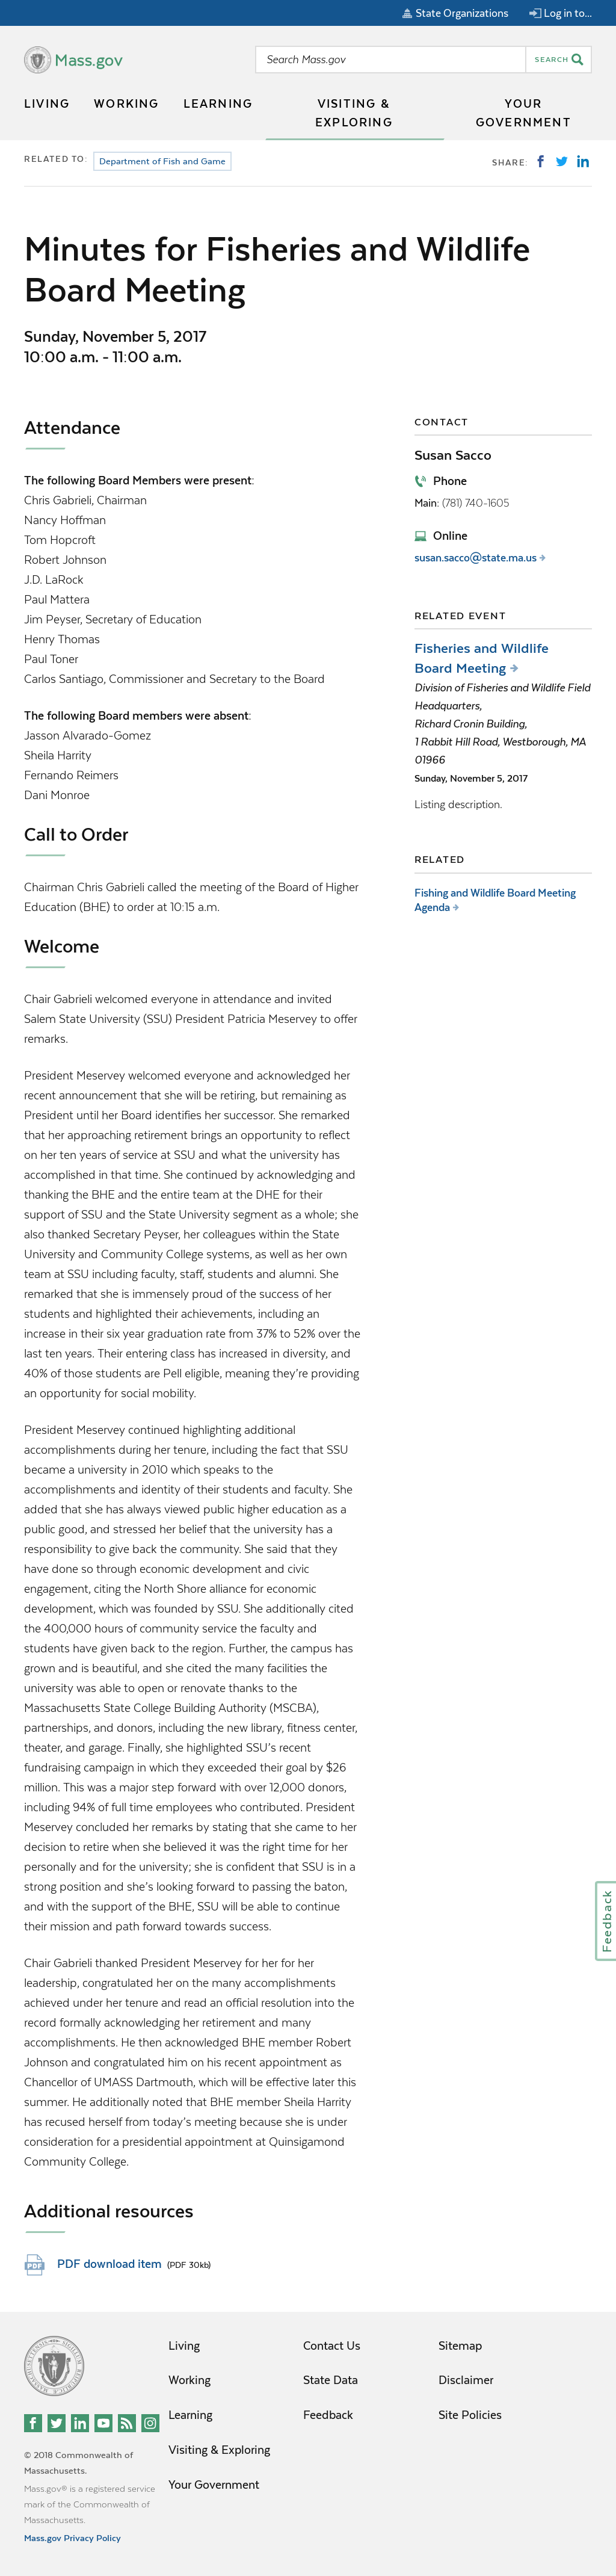 State Organizations
Log in to...
Mass.gov
Search Mass.gov
SEARCH
LIVING
WORKING
LEARNING
VISITING &
EXPLORING
YOUR
GOVERNMENT
RELATED TO:
Department of Fish and Game
SHARE:
Minutes for Fisheries and Wildlife
Board Meeting
Sunday, November 5, 2017
10:00 a.m. - 11:00 a.m.
Attendance
The following Board Members were present:
Chris Gabrieli, Chairman
Nancy Hoffman
Tom Hopcroft
Robert Johnson
J.D. LaRock
Paul Mattera
Jim Peyser, Secretary of Education
Henry Thomas
Paul Toner
Carlos Santiago, Commissioner and Secretary to the Board
The following Board members were absent:
Jasson Alvarado-Gomez
Sheila Harrity
Fernando Reimers
Dani Monroe
Call to Order
Chairman Chris Gabrieli called the meeting of the Board of Higher
Education (BHE) to order at 10:15 a.m.
Welcome
Chair Gabrieli welcomed everyone in attendance and invited
Salem State University (SSU) President Patricia Meservey to offer
remarks.
President Meservey welcomed everyone and acknowledged her
recent announcement that she will be retiring, but remaining as
President until her Board identifies her successor. She remarked
that her approaching retirement brings an opportunity to reflect
on her ten years of service at SSU and what the university has
accomplished in that time. She continued by acknowledging and
thanking the BHE and the entire team at the DHE for their
support of SSU and the State University segment as a whole; she
also thanked Secretary Peyser, her colleagues within the State
University and Community College systems, as well as her own
team at SSU including faculty, staff, students and alumni. She
remarked that she is immensely proud of the success of her
students and highlighted their achievements, including an
increase in their six year graduation rate from 37% to 52% over the
last ten years. Their entering class has increased in diversity, and
40% of those students are Pell eligible, meaning they're providing
an opportunity for social mobility.
President Meservey continued highlighting additional
accomplishments during her tenure, including the fact that SSU
became a university in 2010 which speaks to the
accomplishments and identity of their students and faculty. She
added that she has always viewed public higher education as a
public good, and stressed her belief that the university has a
responsibility to give back the community. She said that they
have done so through economic development and civic
engagement, citing the North Shore alliance for economic
development, which was founded by SSU. She additionally cited
the 400,000 hours of community service the faculty and
students have given back to the region. Further, the campus has
grown and is beautiful, and she cited the many facilities the
university was able to open or renovate thanks to the
Massachusetts State College Building Authority (MSCBA),
partnerships, and donors, including the new library, fitness center,
theater, and garage. Finally, she highlighted SSU's recent
fundraising campaign in which they exceeded their goal by $26
million. This was a major step forward with over 12,000 donors,
including 94% of full time employees who contributed. President
Meservey concluded her remarks by stating that she came to her
decision to retire when she believed it was the right time for her
personally and for the university; she is confident that SSU is in a
strong position and she's looking forward to passing the baton,
and with the support of the BHE, SSU will be able to continue
their mission and path forward towards success.
Chair Gabrieli thanked President Meservey for her for her
leadership, congratulated her on the many accomplishments
achieved under her tenure and read an official resolution into the
record formally acknowledging her retirement and many
accomplishments. He then acknowledged BHE member Robert
Johnson and congratulated him on his recent appointment as
Chancellor of UMASS Dartmouth, which will be effective later this
summer. He additionally noted that BHE member Sheila Harrity
has recused herself from today's meeting because she is under
consideration for a presidential appointment at Quinsigamond
Community College.
Additional resources
PDF
PDF download item (PDF 30kb)
CONTACT
Susan Sacco
Phone
Main: (781) 740-1605
Online
susan.sacco@state.ma.us
RELATED EVENT
Fisheries and Wildlife
Board Meeting
Division of Fisheries and Wildlife Field
Headquarters,
Richard Cronin Building,
1 Rabbit Hill Road, Westborough, MA
01966
Sunday, November 5, 2017
Listing description.
RELATED
Fishing and Wildlife Board Meeting
Agenda
Feedback
Living
Working
Learning
Visiting & Exploring
Your Government
Contact Us
State Data
Feedback
Sitemap
Disclaimer
Site Policies
© 2018 Commonwealth of
Massachusetts.
Mass.gov® is a registered service
mark of the Commonwealth of
Massachusetts.
Mass.gov Privacy Policy